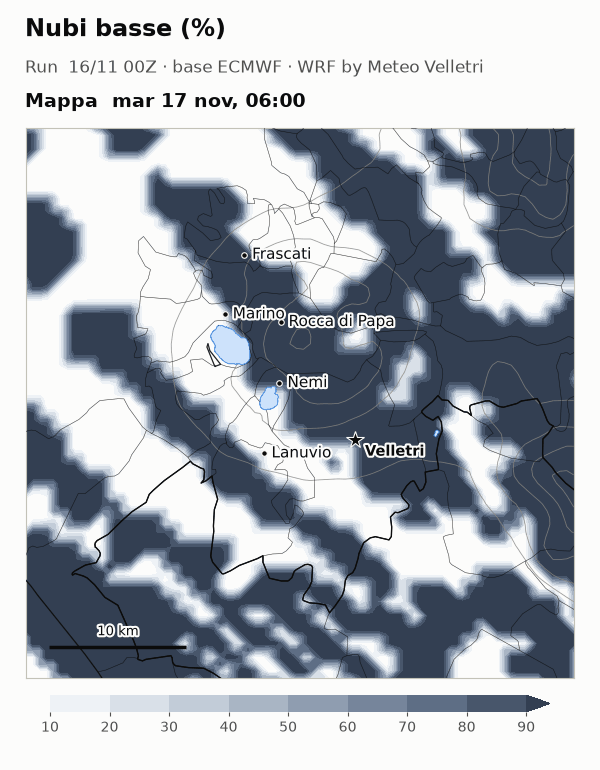 Nubi basse (%)
Run 16/11 00Z · base ECMWF · WRF by Meteo Velletri
Mappa mar 17 nov, 06:00
Frascati
Marino
Rocca di Papa
Nemi
Velletri
Lanuvio
10 km
10 20 30 40 50 60 70 80 90